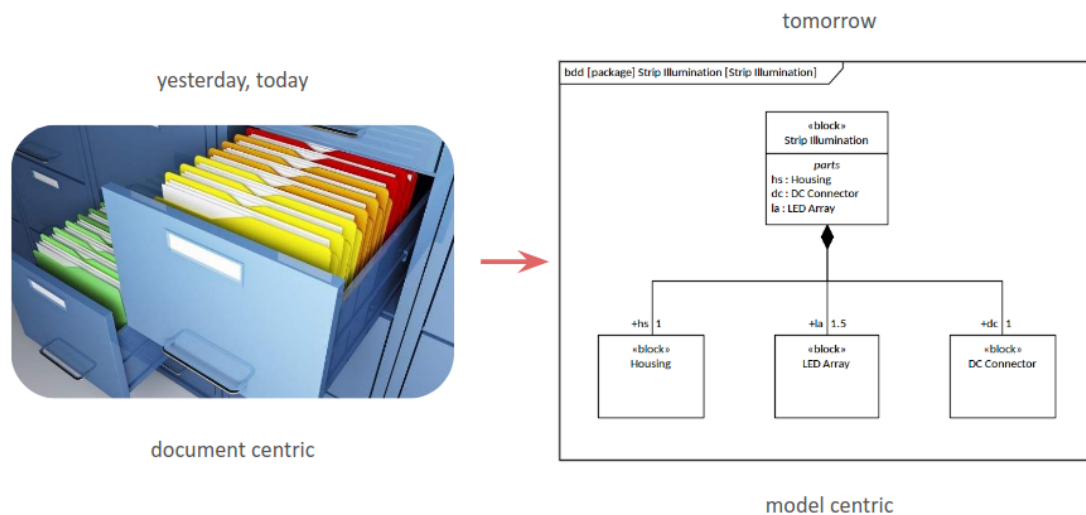 yesterday, today
document centric
tomorrow
bdd [package] Strip Illumination [Strip Illumination]
«block»
Strip Illumination
parts
hs : Housing
dc : DC Connector
la : LED Array
+hs 1
+la 1.5
+dc 1
«block»
Housing
«block»
LED Array
«block»
DC Connector
model centric